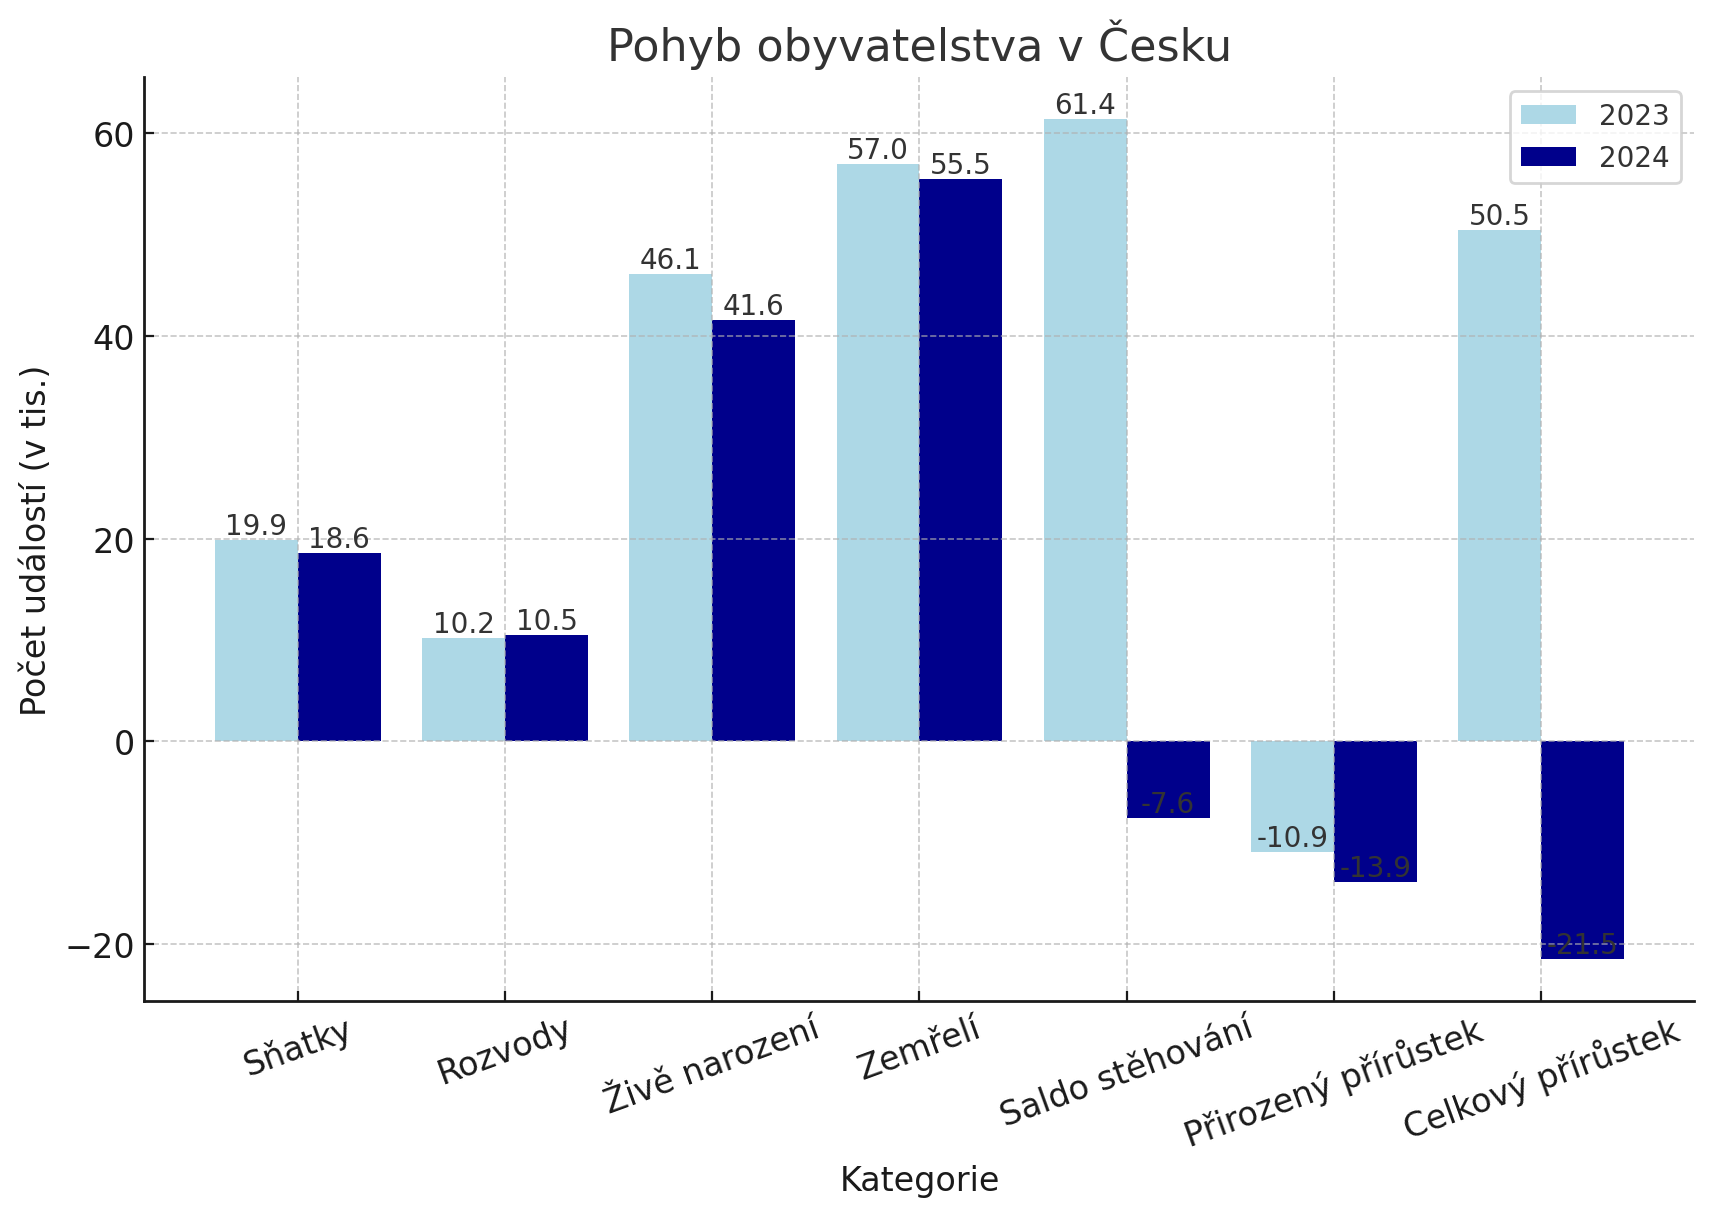 Pohyb obyvatelstva v Česku
2023
2024
Počet událostí (v tis.)
60
40
20
0
−20
19.9
18.6
10.2
10.5
46.1
41.6
57.0
55.5
61.4
-7.6
-10.9
-13.9
50.5
-21.5
Sňatky
Rozvody
Živě narození
Zemřelí
Saldo stěhování
Přirozený přírůstek
Celkový přírůstek
Kategorie